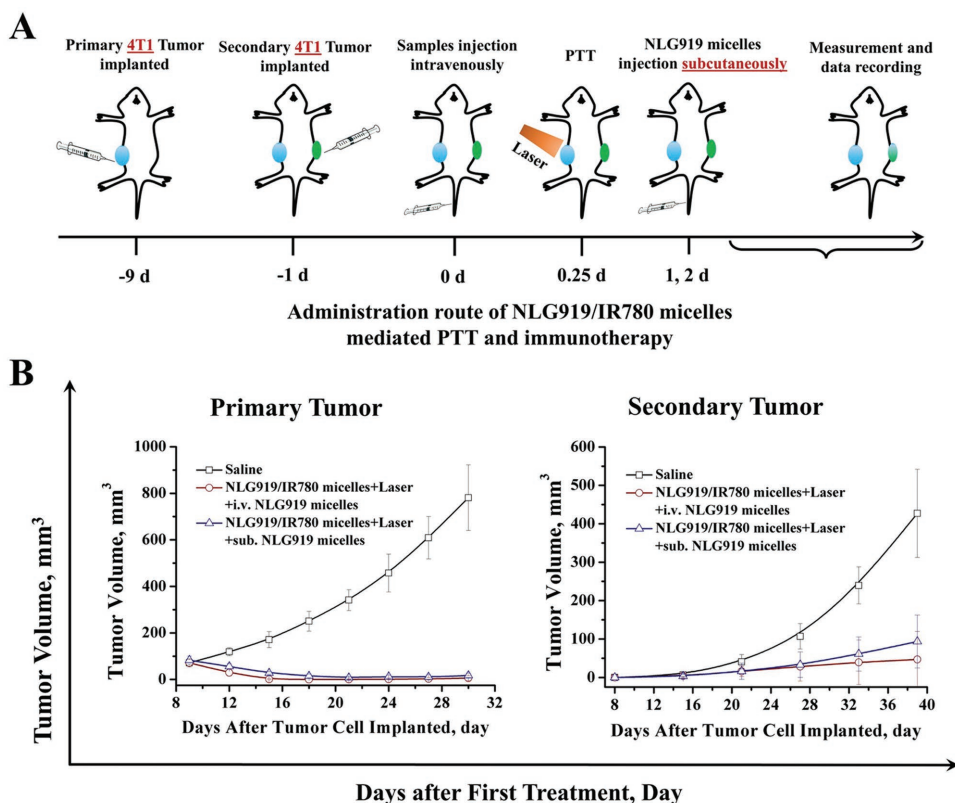 A
Primary 4T1 Tumor
implanted
Secondary 4T1 Tumor
implanted
Samples injection
intravenously
PTT
NLG919 micelles
injection subcutaneously
Measurement and
data recording
Laser
-9 d
-1 d
0 d
0.25 d
1, 2 d
Administration route of NLG919/IR780 micelles
mediated PTT and immunotherapy
B
Tumor Volume, mm3
Primary Tumor
Tumor Volume, mm3
1000
800
600
400
200
0
Saline
NLG919/IR780 micelles+Laser
+i.v. NLG919 micelles
NLG919/IR780 micelles+Laser
+sub. NLG919 micelles
8 12 16 20 24 28 32
Days After Tumor Cell Implanted, day
Secondary Tumor
Tumor Volume, mm3
600
500
400
300
200
100
0
Saline
NLG919/IR780 micelles+Laser
+i.v. NLG919 micelles
NLG919/IR780 micelles+Laser
+sub. NLG919 micelles
8 12 16 20 24 28 32 36 40
Days After Tumor Cell Implanted, day
Days after First Treatment, Day